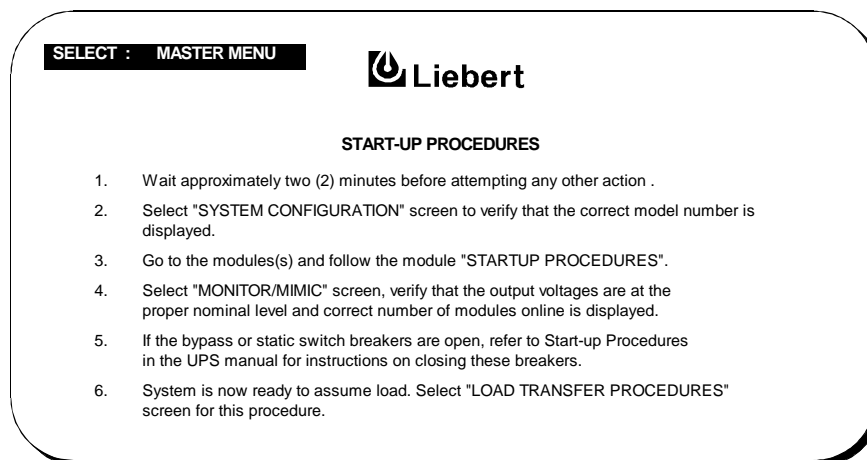 SELECT : MASTER MENU
Liebert
START-UP PROCEDURES
1. Wait approximately two (2) minutes before attempting any other action .
2. Select "SYSTEM CONFIGURATION" screen to verify that the correct model number is
displayed.
3. Go to the modules(s) and follow the module "STARTUP PROCEDURES".
4. Select "MONITOR/MIMIC" screen, verify that the output voltages are at the
proper nominal level and correct number of modules online is displayed.
5. If the bypass or static switch breakers are open, refer to Start-up Procedures
in the UPS manual for instructions on closing these breakers.
6. System is now ready to assume load. Select "LOAD TRANSFER PROCEDURES"
screen for this procedure.